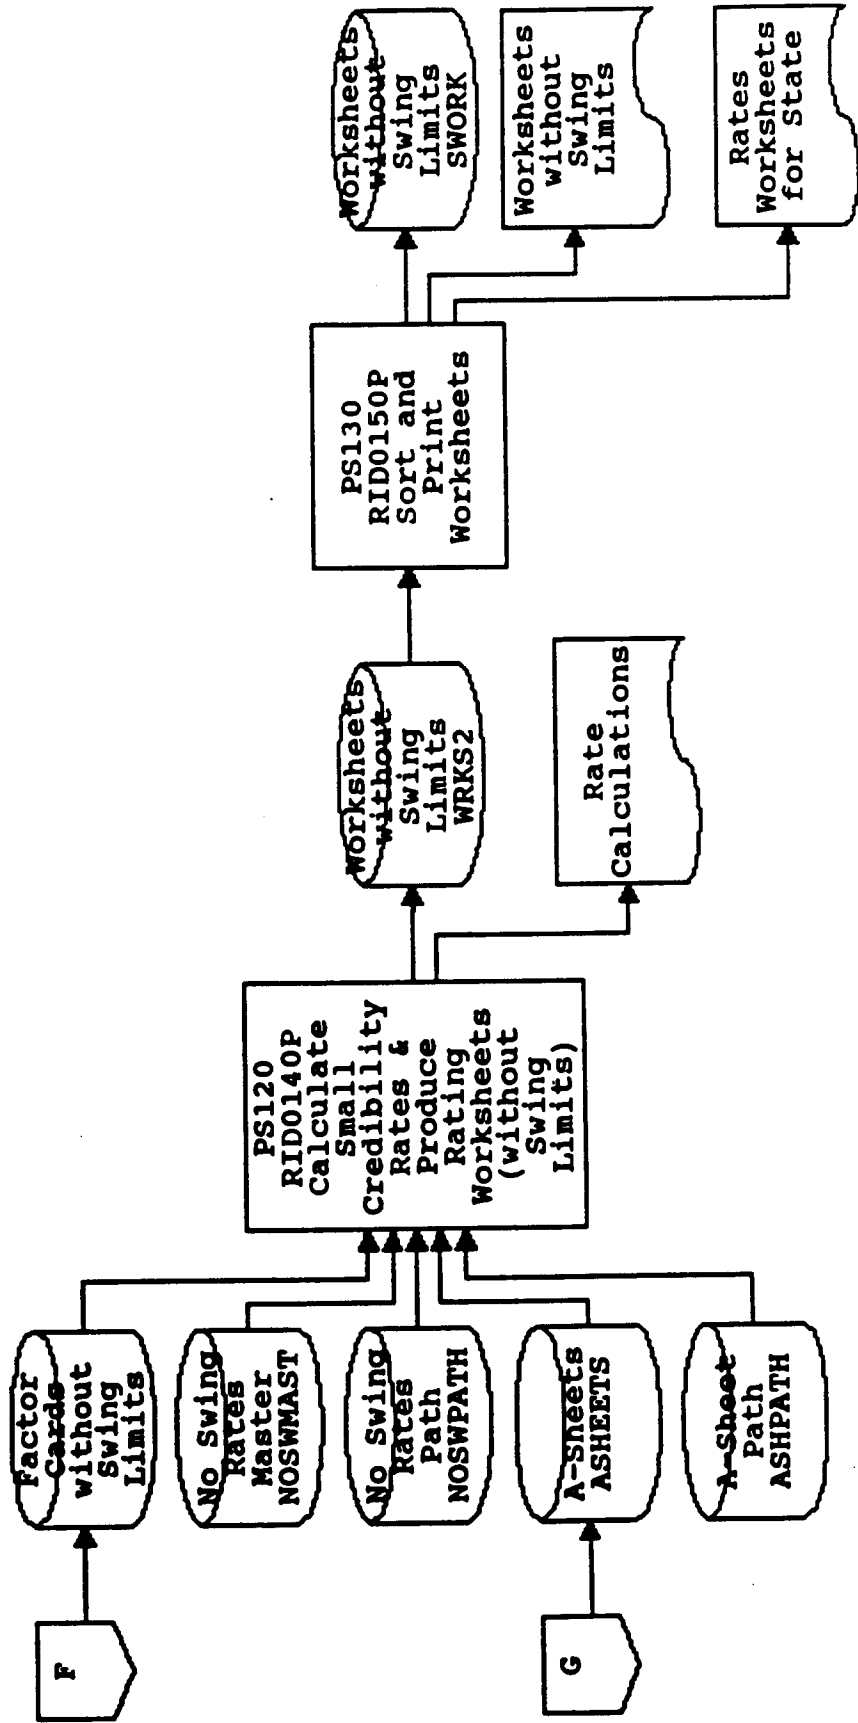 F
Factor
Cards
without
Swing
Limits
No Swing
Rates
Master
NOSWMAST
No Swing
Rates
Path
NOSWPATH
G
A-Sheets
ASHEETS
A-Sheet
Path
ASHPATH
PS120
RID0140P
Calculate
Small
Credibility
Rates &
Produce
Rating
Worksheets
(without
Swing
Limits)
Worksheets
without
Swing
Limits
WRKS2
Rate
Calculations
PS130
RID0150P
Sort and
Print
Worksheets
Worksheets
without
Swing
Limits
SWORK
Worksheets
without
Swing
Limits
Rates
Worksheets
for State